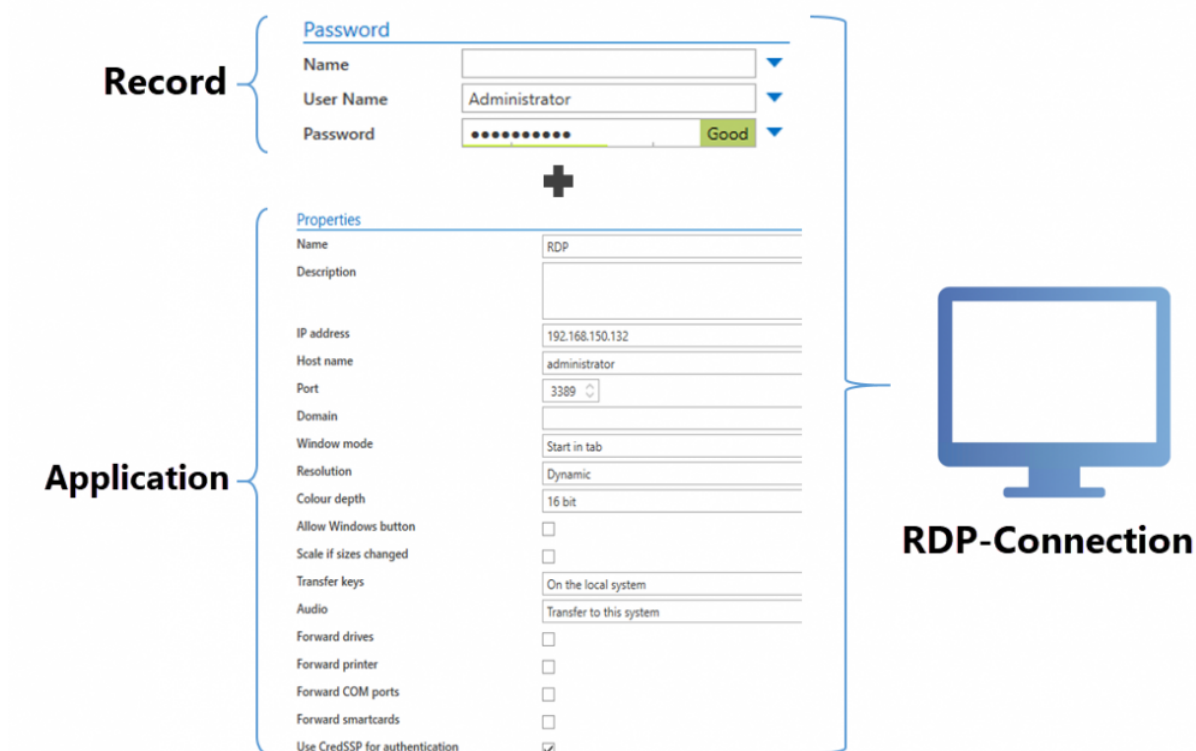 Password
Record
Name
User Name Administrator
Password ●●●●●●●●●● Good
Properties
Name RDP
Description
IP address 192.168.150.132
Host name administrator
Port 3389
Domain
Window mode Start in tab
Application
Resolution Dynamic
Colour depth 16 bit
Allow Windows button
Scale if sizes changed
Transfer keys On the local system
Audio Transfer to this system
Forward drives
Forward printer
Forward COM ports
Forward smartcards
Use CredSSP for authentication
RDP-Connection